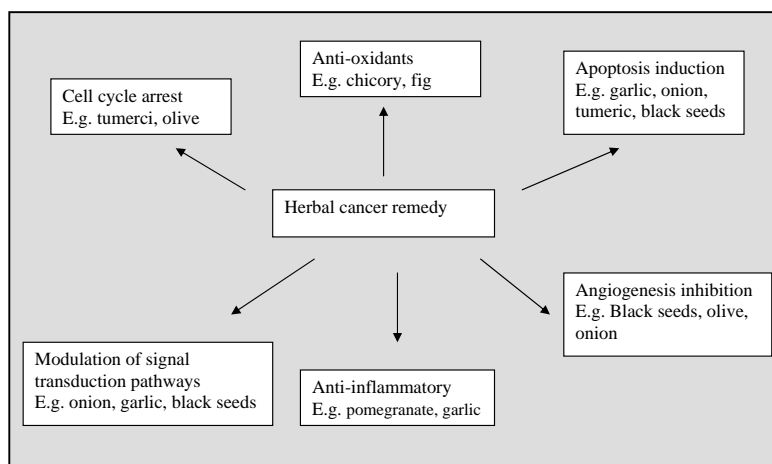 Anti-oxidants
E.g. chicory, fig
Apoptosis induction
E.g. garlic, onion,
tumeric, black seeds
Cell cycle arrest
E.g. tumerci, olive
Herbal cancer remedy
Angiogenesis inhibition
E.g. Black seeds, olive,
onion
Modulation of signal
transduction pathways
E.g. onion, garlic, black seeds
Anti-inflammatory
E.g. pomegranate, garlic